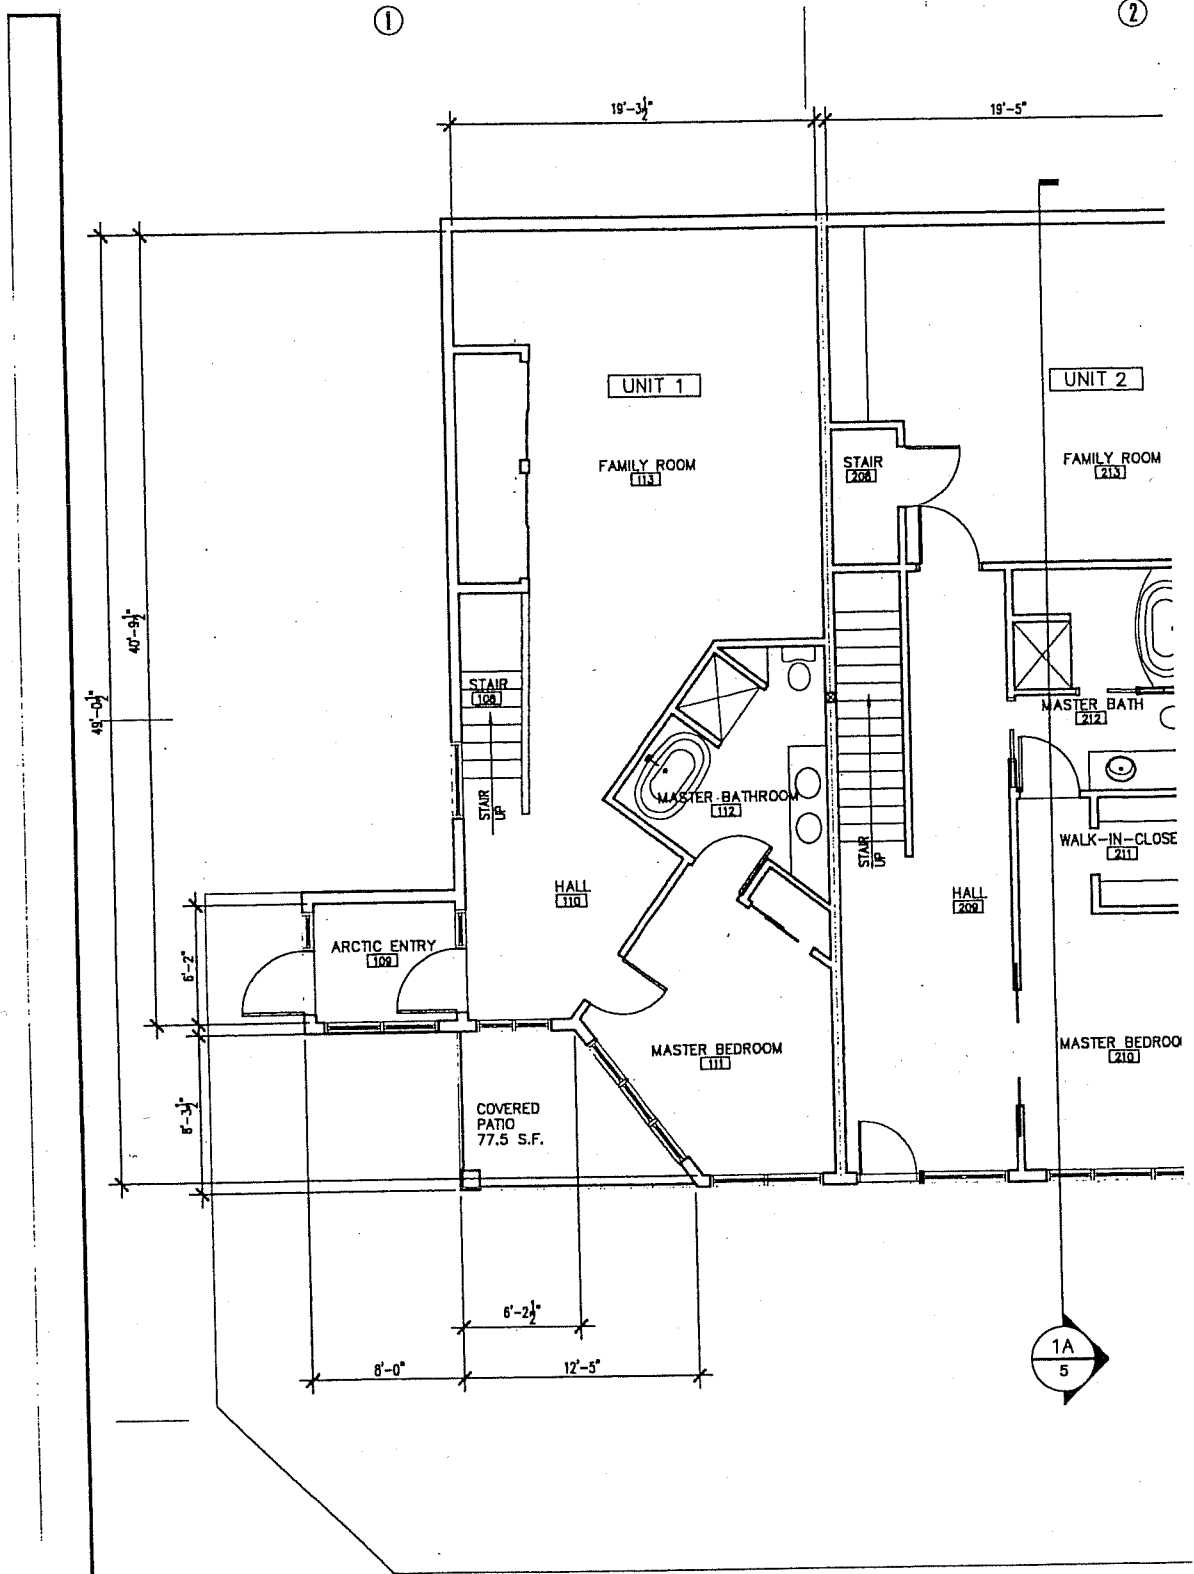 1
2
19'-3½"
19'-5"
UNIT 1
UNIT 2
FAMILY ROOM
113
STAIR
208
FAMILY ROOM
213
40'-9½"
49'-0½"
STAIR
108
MASTER BATH
212
STAIR
UP
MASTER BATHROOM
112
STAIR
UP
WALK-IN-CLOSE
211
HALL
110
HALL
209
ARCTIC ENTRY
109
6'-2"
MASTER BEDROOM
111
MASTER BEDROO
210
8'-3½"
COVERED
PATIO
77.5 S.F.
6'-2½"
8'-0"
12'-5"
1A
5